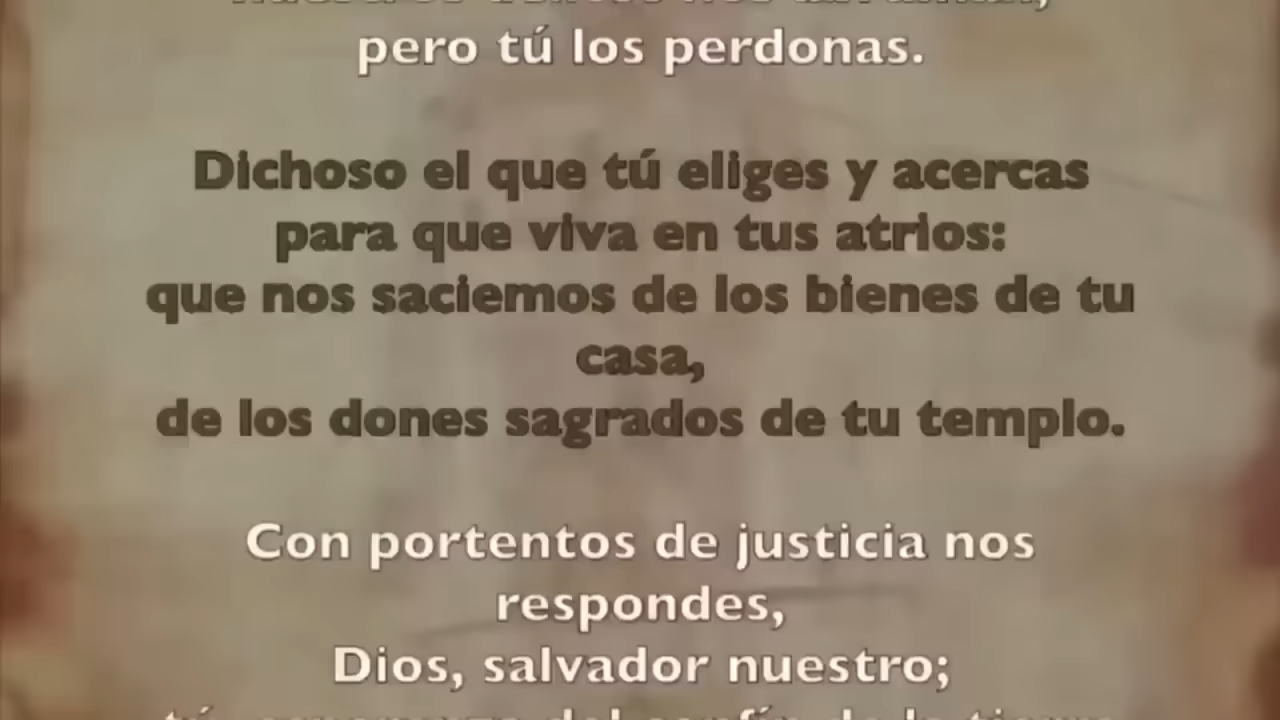 pero tú los perdonas.
Dichoso el que tú eliges y acercas
para que viva en tus atrios:
que nos saciemos de los bienes de tu
casa,
de los dones sagrados de tu templo.
Con portentos de justicia nos
respondes,
Dios, salvador nuestro;